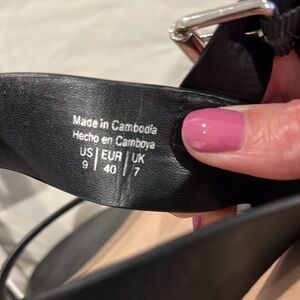 Made in Cambodia
Hecho en Camboya
US | EUR | UK
9 | 40 | 7